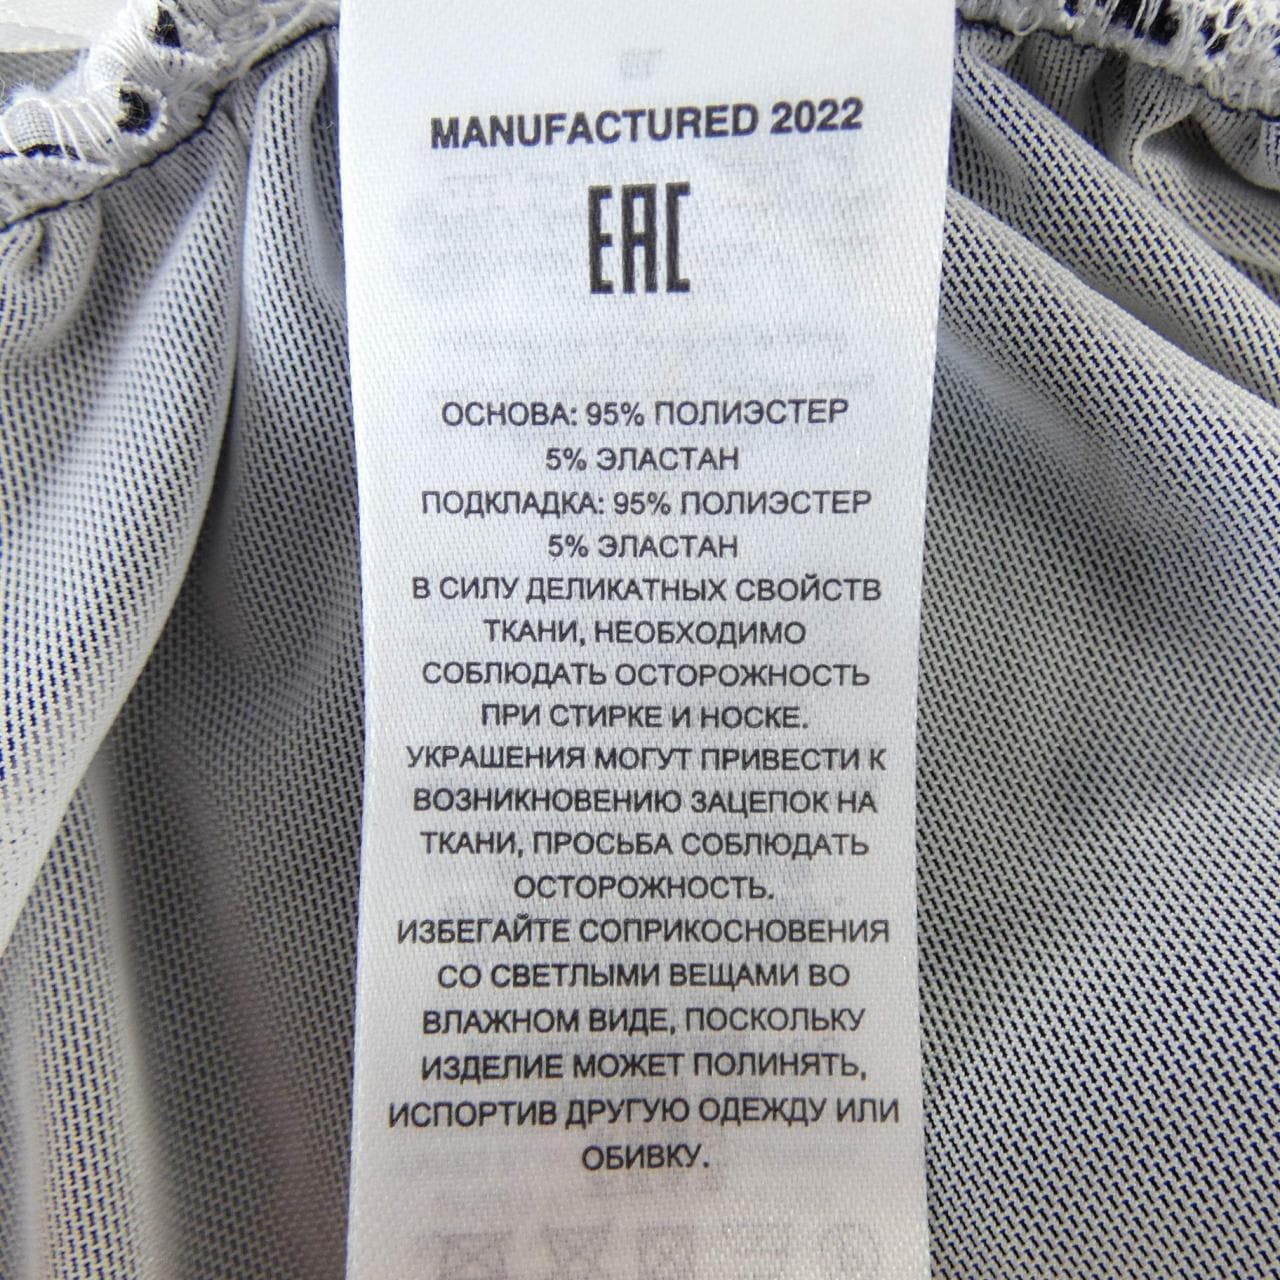 MANUFACTURED 2022
EAC
ОСНОВА: 95% ПОЛИЭСТЕР
5% ЭЛАСТАН
ПОДКЛАДКА: 95% ПОЛИЭСТЕР
5% ЭЛАСТАН
В СИЛУ ДЕЛИКАТНЫХ СВОЙСТВ
ТКАНИ, НЕОБХОДИМО
СОБЛЮДАТЬ ОСТОРОЖНОСТЬ
ПРИ СТИРКЕ И НОСКЕ.
УКРАШЕНИЯ МОГУТ ПРИВЕСТИ К
ВОЗНИКНОВЕНИЮ ЗАЦЕПОК НА
ТКАНИ, ПРОСЬБА СОБЛЮДАТЬ
ОСТОРОЖНОСТЬ.
ИЗБЕГАЙТЕ СОПРИКОСНОВЕНИЯ
СО СВЕТЛЫМИ ВЕЩАМИ ВО
ВЛАЖНОМ ВИДЕ, ПОСКОЛЬКУ
ИЗДЕЛИЕ МОЖЕТ ПОЛИНЯТЬ,
ИСПОРТИВ ДРУГУЮ ОДЕЖДУ ИЛИ
ОБИВКУ.